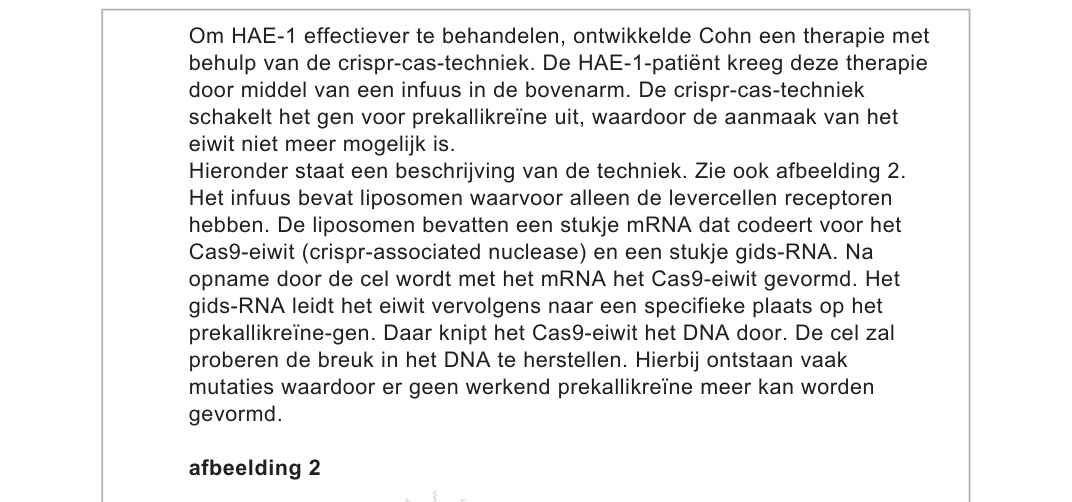 Om HAE-1 effectiever te behandelen, ontwikkelde Cohn een therapie met
behulp van de crispr-cas-techniek. De HAE-1-patiënt kreeg deze therapie
door middel van een infuus in de bovenarm. De crispr-cas-techniek
schakelt het gen voor prekallikreïne uit, waardoor de aanmaak van het
eiwit niet meer mogelijk is.
Hieronder staat een beschrijving van de techniek. Zie ook afbeelding 2.
Het infuus bevat liposomen waarvoor alleen de levercellen receptoren
hebben. De liposomen bevatten een stukje mRNA dat codeert voor het
Cas9-eiwit (crispr-associated nuclease) en een stukje gids-RNA. Na
opname door de cel wordt met het mRNA het Cas9-eiwit gevormd. Het
gids-RNA leidt het eiwit vervolgens naar een specifieke plaats op het
prekallikreïne-gen. Daar knipt het Cas9-eiwit het DNA door. De cel zal
proberen de breuk in het DNA te herstellen. Hierbij ontstaan vaak
mutaties waardoor er geen werkend prekallikreïne meer kan worden
gevormd.
afbeelding 2